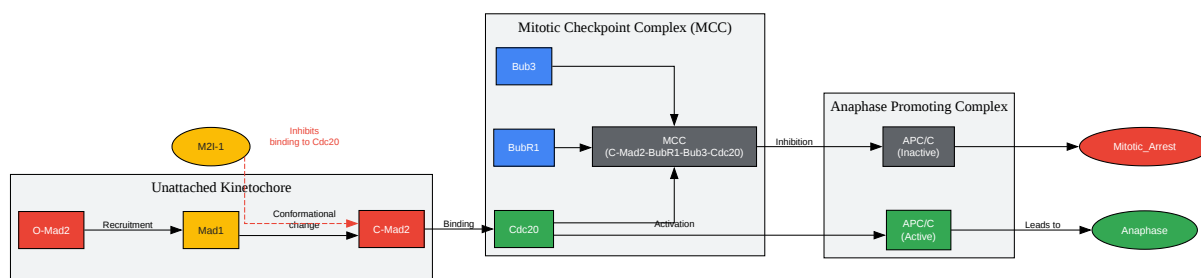 Mitotic Checkpoint Complex (MCC)
Bub3
Anaphase Promoting Complex
M2I-1
Inhibits
binding to Cdc20
BubR1
MCC
(C-Mad2-BubR1-Bub3-Cdc20)
Inhibition
APC/C
(Inactive)
Mitotic_Arrest
Unattached Kinetochore
O-Mad2
Recruitment
Mad1
Conformational
change
C-Mad2
Binding
Cdc20
Activation
APC/C
(Active)
Leads to
Anaphase